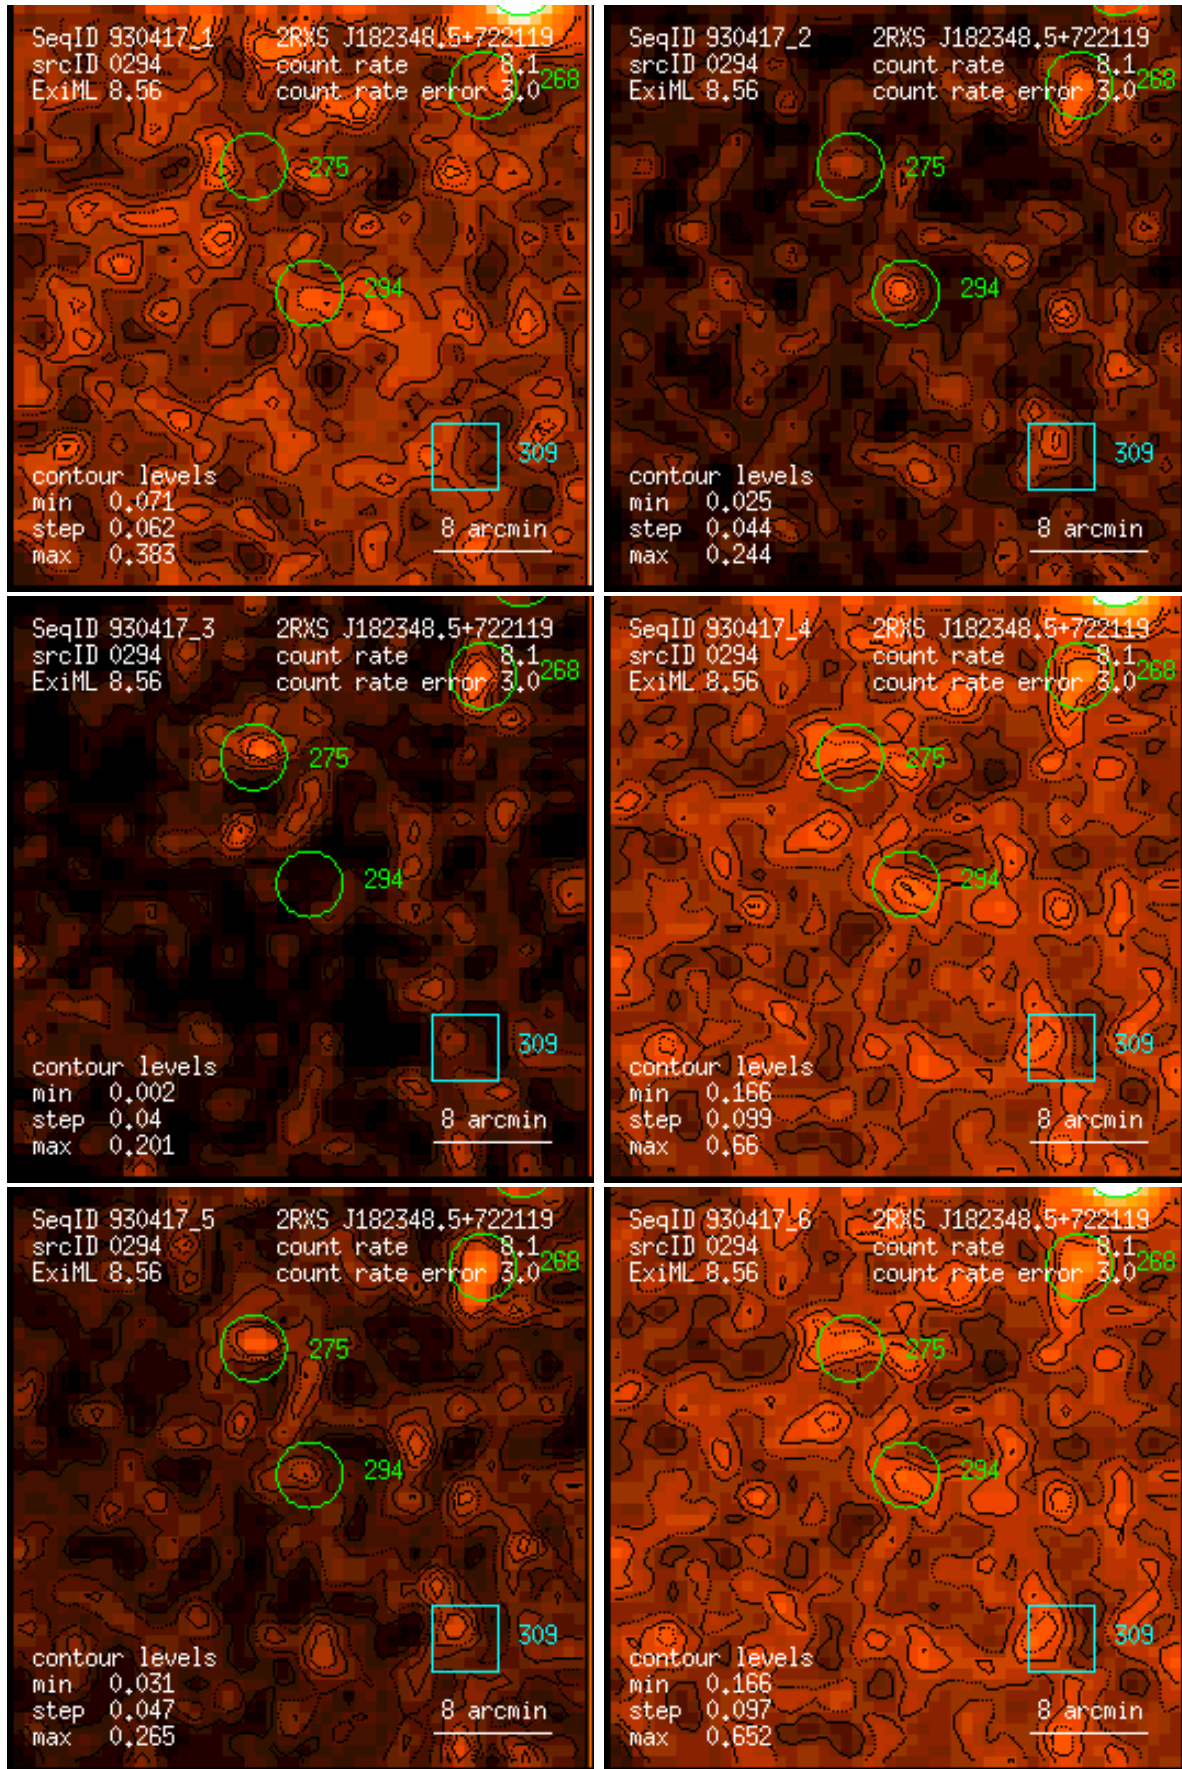 SeqID 930417_1 2RXS J182348.5+722119
srcID 0294 count rate 8.1
ExiML 8.56 count rate error 3.0
268
275
294
309
contour levels
min 0.071
step 0.062
max 0.383
8 arcmin
SeqID 930417_2 2RXS J182348.5+722119
srcID 0294 count rate 8.1
ExiML 8.56 count rate error 3.0
268
275
294
309
contour levels
min 0.025
step 0.044
max 0.244
8 arcmin
SeqID 930417_3 2RXS J182348.5+722119
srcID 0294 count rate 8.1
ExiML 8.56 count rate error 3.0
268
275
294
309
contour levels
min 0.002
step 0.04
max 0.201
8 arcmin
SeqID 930417_4 2RXS J182348.5+722119
srcID 0294 count rate 8.1
ExiML 8.56 count rate error 3.0
268
275
294
309
contour levels
min 0.166
step 0.099
max 0.66
8 arcmin
SeqID 930417_5 2RXS J182348.5+722119
srcID 0294 count rate 8.1
ExiML 8.56 count rate error 3.0
268
275
294
309
contour levels
min 0.031
step 0.047
max 0.265
8 arcmin
SeqID 930417_6 2RXS J182348.5+722119
srcID 0294 count rate 8.1
ExiML 8.56 count rate error 3.0
268
275
294
309
contour levels
min 0.166
step 0.097
max 0.652
8 arcmin